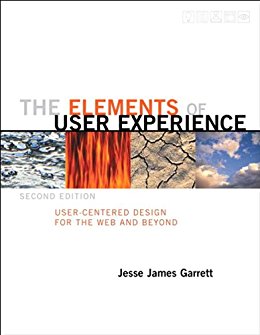 THE ELEMENTS OF
USER EXPERIENCE
SECOND EDITION
USER-CENTERED DESIGN
FOR THE WEB AND BEYOND
Jesse James Garrett